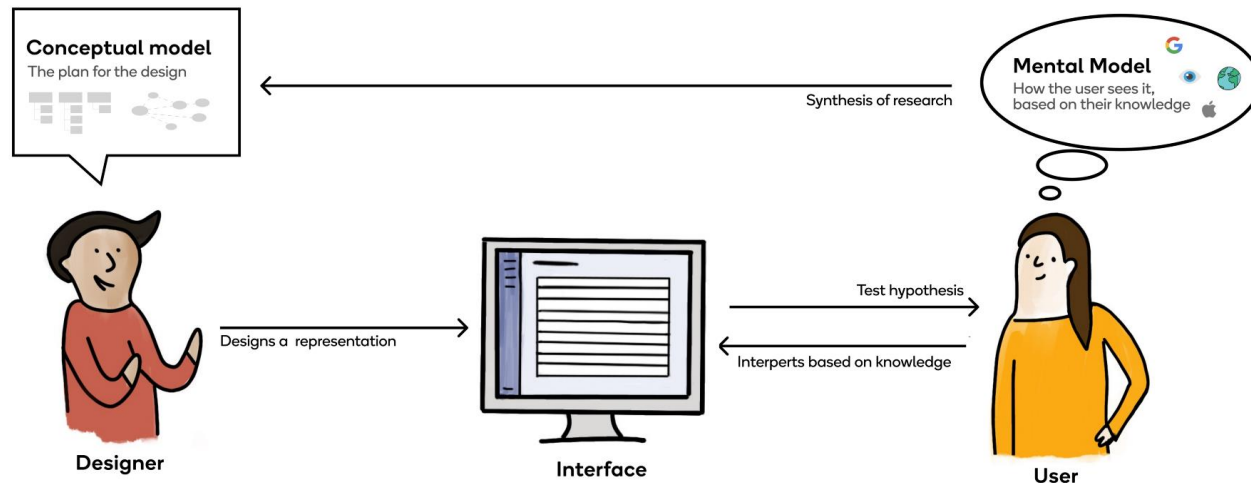 Conceptual model
The plan for the design
Mental Model
How the user sees it,
based on their knowledge
Synthesis of research
Designs a representation
Test hypothesis
Interperts based on knowledge
Designer
Interface
User